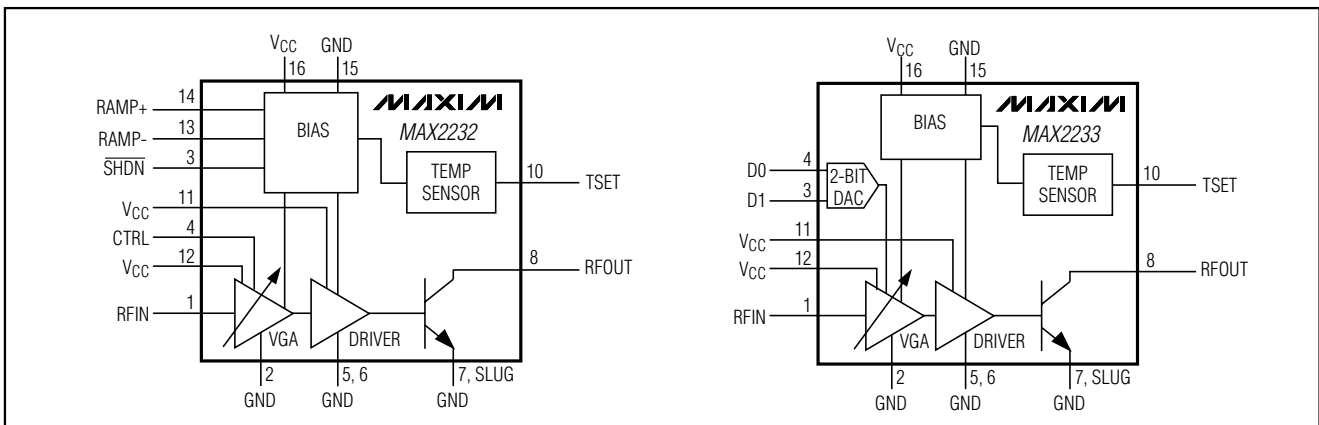 VCC GND
16 15
MAXIM
MAX2232
RAMP+ 14
RAMP- 13
SHDN 3
BIAS
TEMP
SENSOR
10 TSET
VCC 11
CTRL 4
VCC 12
RFIN 1
VGA DRIVER
8 RFOUT
2 5, 6 7, SLUG
GND GND GND
VCC GND
16 15
MAXIM
MAX2233
BIAS
D0 4
D1 3
2-BIT
DAC
TEMP
SENSOR
10 TSET
VCC 11
VCC 12
RFIN 1
VGA DRIVER
8 RFOUT
2 5, 6 7, SLUG
GND GND GND